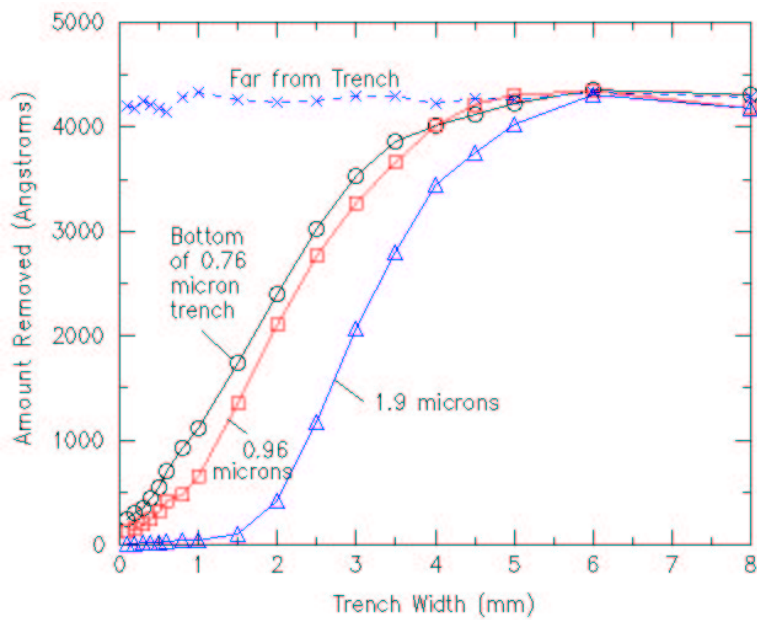 5000
4000
3000
2000
1000
0
Amount Removed (Angstroms)
Far from Trench
Bottom
of 0.76
micron
trench
1.9 microns
0.96
microns
0 1 2 3 4 5 6 7 8
Trench Width (mm)